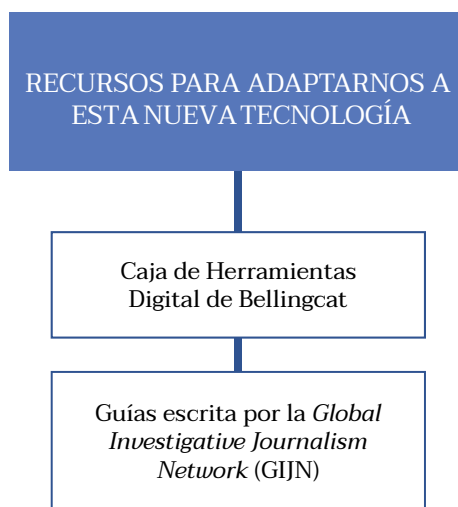 RECURSOS PARA ADAPTARNOS A
ESTA NUEVA TECNOLOGÍA
Caja de Herramientas
Digital de Bellingcat
Guías escrita por la Global
Investigative Journalism
Network (GIJN)